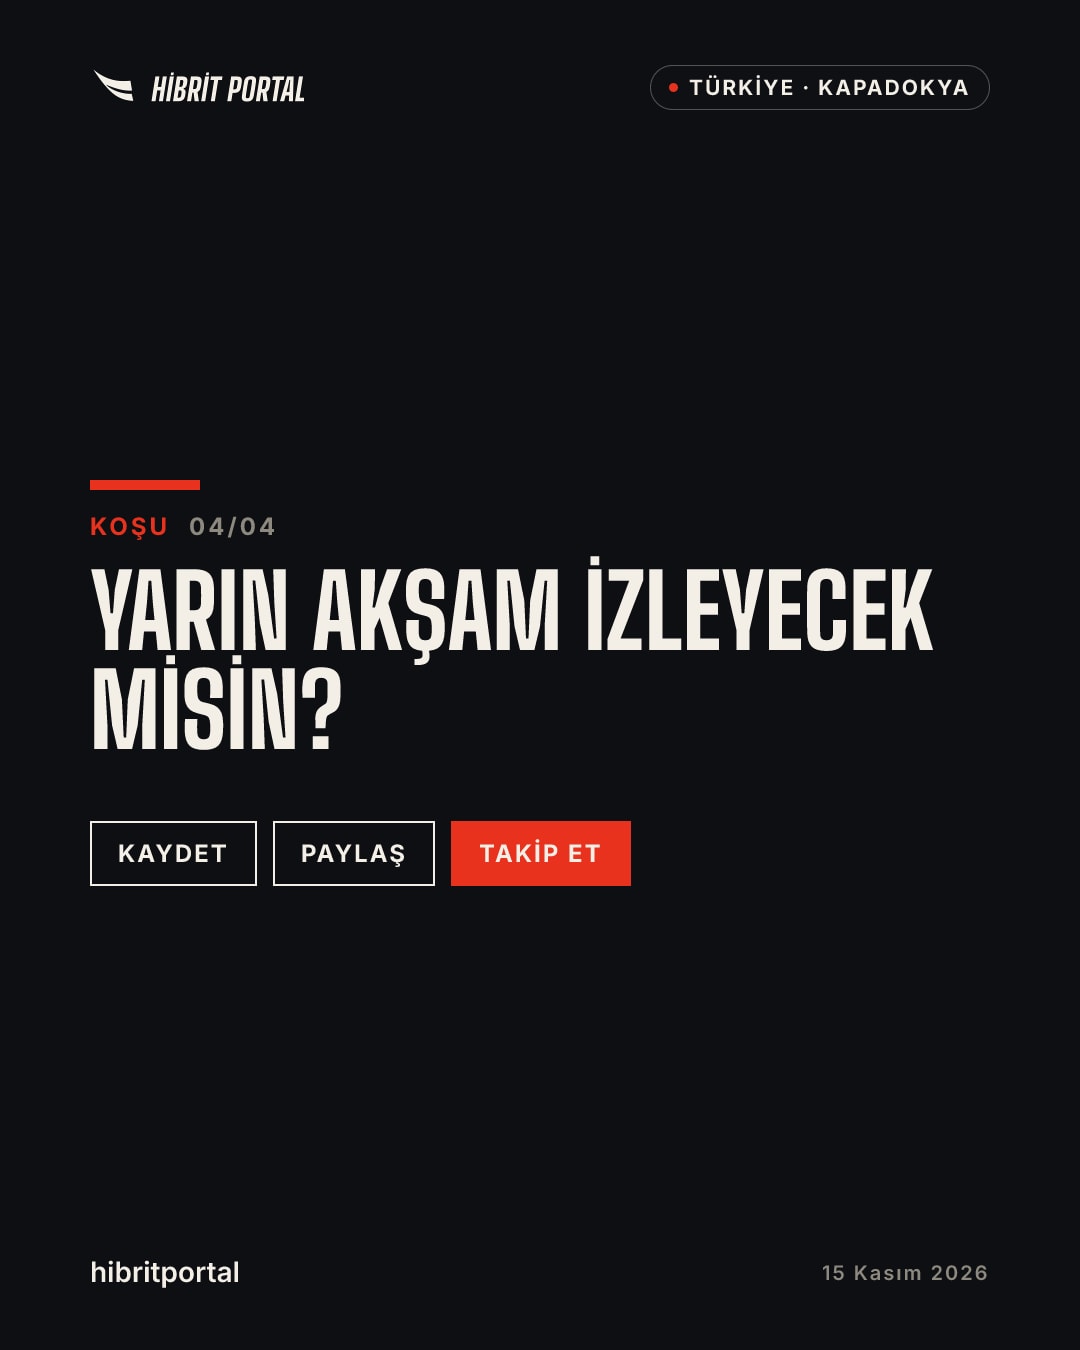 HİBRİT PORTAL
TÜRKİYE · KAPADOKYA
KOŞU 04/04
YARIN AKŞAM İZLEYECEK
MİSİN?
KAYDET
PAYLAŞ
TAKİP ET
hibritportal
15 Kasım 2026